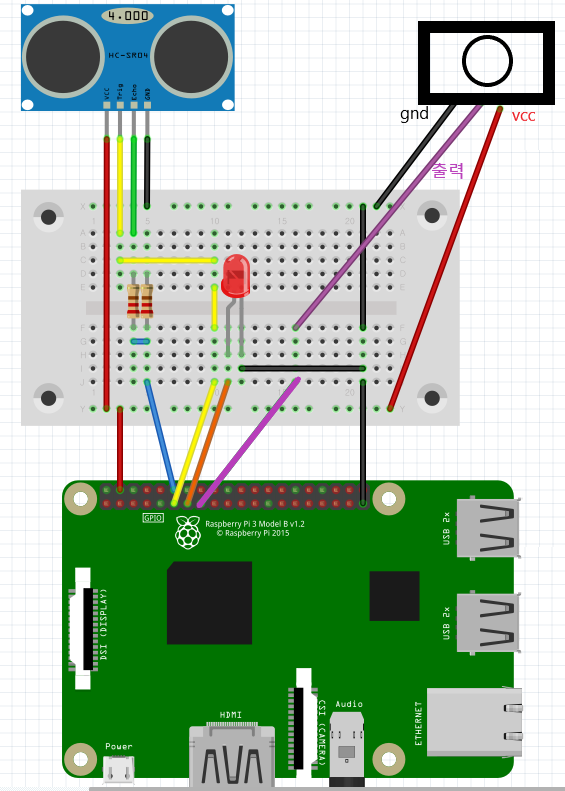 4.000
HC-SR04
VCC
Trig
Echo
GND
gnd
vcc
출력
X
1
5
10
15
20
A
B
C
D
E
F
G
H
I
J
1
20
Y
Y
GPIO
Raspberry Pi 3 Model B v1.2
© Raspberry Pi 2015
USB 2x
DSI (DISPLAY)
USB 2x
CSI (CAMERA)
Audio
HDMI
ETHERNET
Power